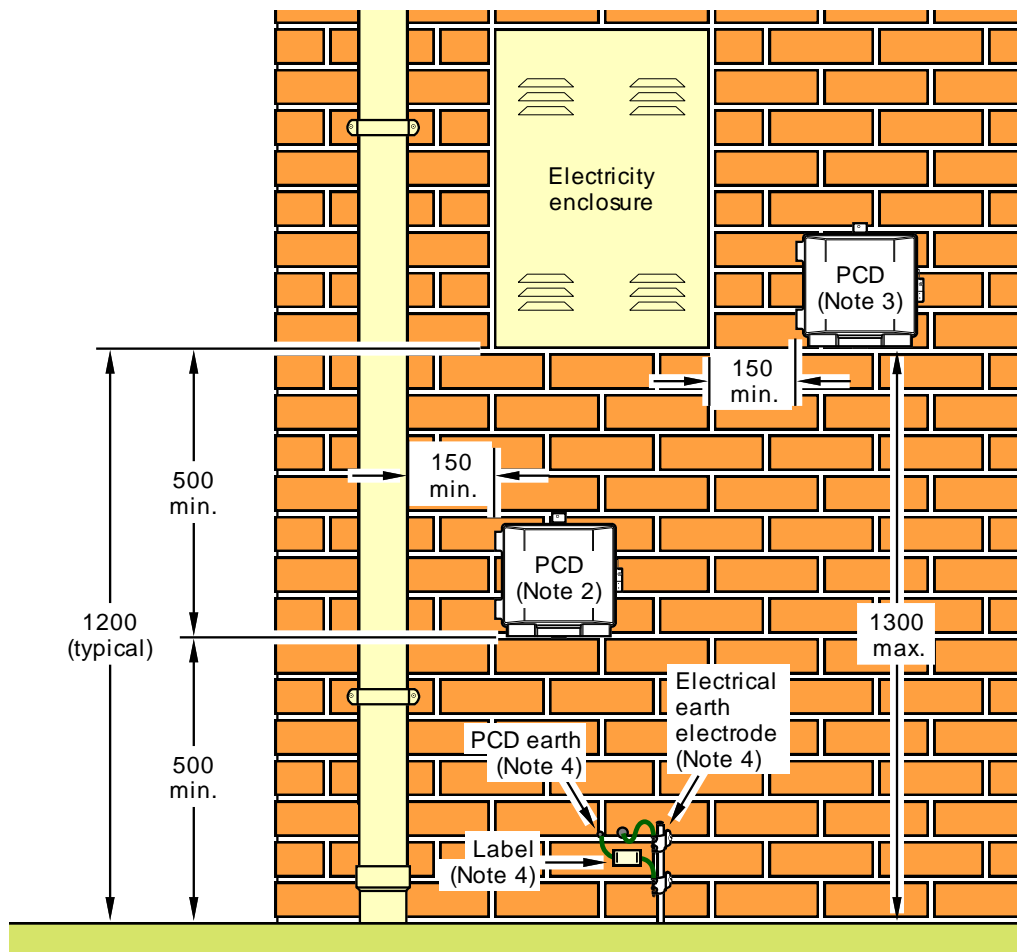 Electricity
enclosure
PCD
(Note 3)
150
min.
500
min.
150
min.
PCD
(Note 2)
1200
(typical)
1300
max.
Electrical
earth
electrode
(Note 4)
PCD earth
(Note 4)
500
min.
Label
(Note 4)